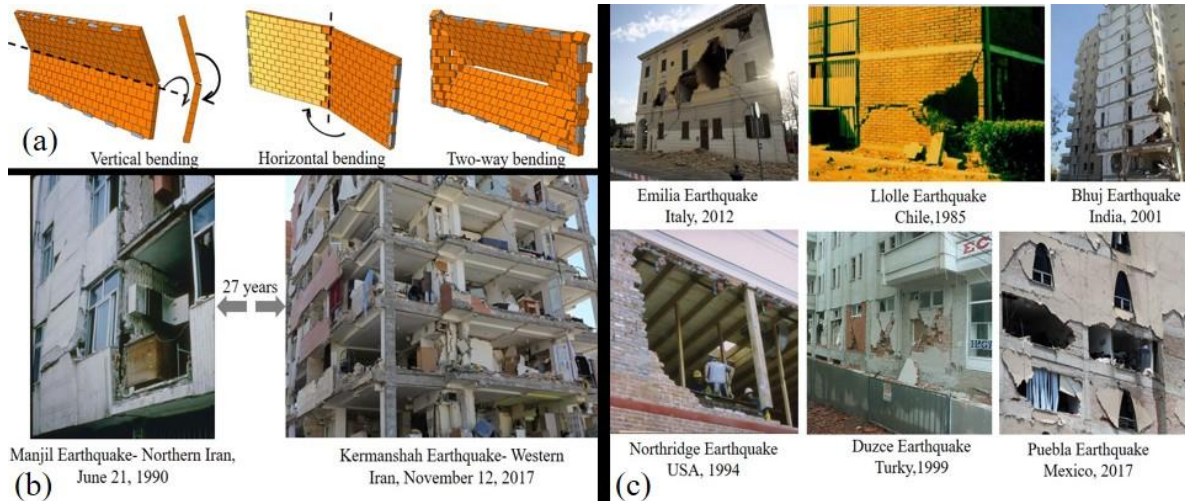 (a)
Vertical bending
Horizontal bending
Two-way bending
27 years
Manjil Earthquake- Northern Iran,
June 21, 1990
Kermanshah Earthquake- Western
Iran, November 12, 2017
(b)
Emilia Earthquake
Italy, 2012
Llolle Earthquake
Chile,1985
Bhuj Earthquake
India, 2001
EC
Northridge Earthquake
USA, 1994
Duzce Earthquake
Turky,1999
Puebla Earthquake
Mexico, 2017
(c)